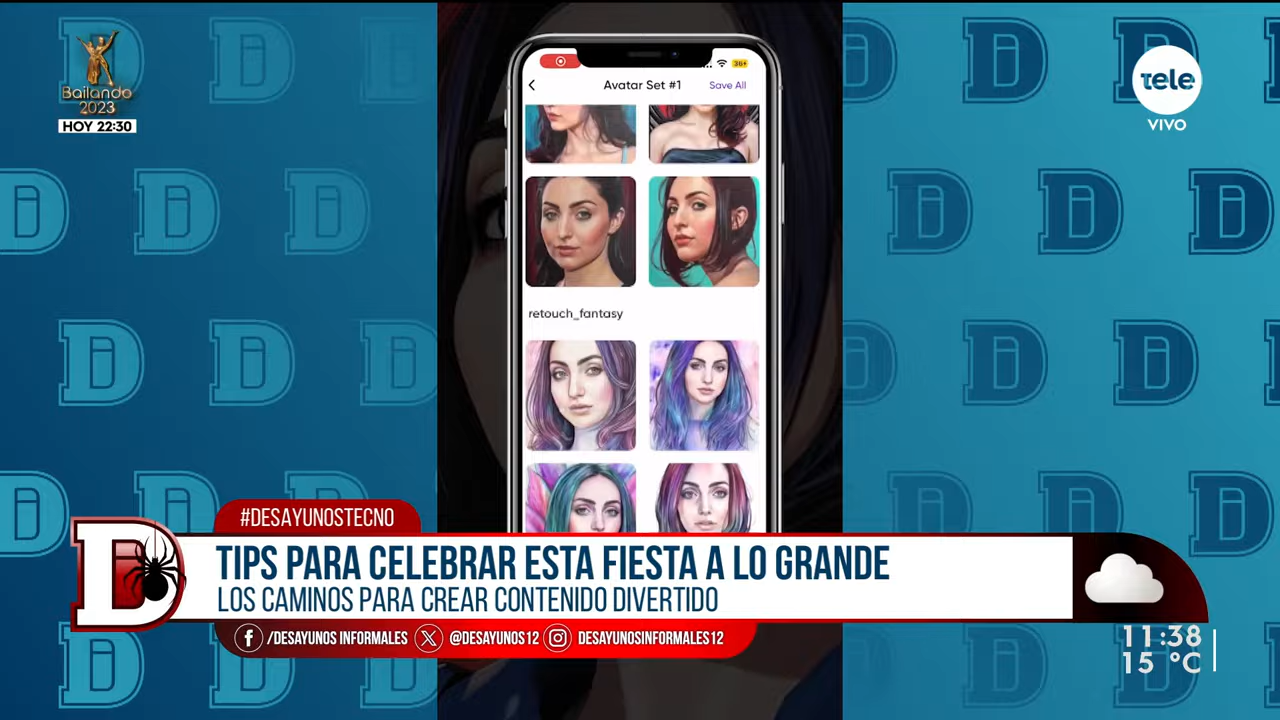 Bailando
2023
HOY 22:30
38+
Avatar Set #1
Save All
tele
VIVO
retouch_fantasy
#DESAYUNOSTECNO
TIPS PARA CELEBRAR ESTA FIESTA A LO GRANDE
LOS CAMINOS PARA CREAR CONTENIDO DIVERTIDO
/DESAYUNOS INFORMALES
@DESAYUNOS12
DESAYUNOSINFORMALES12
11:38
15 °C